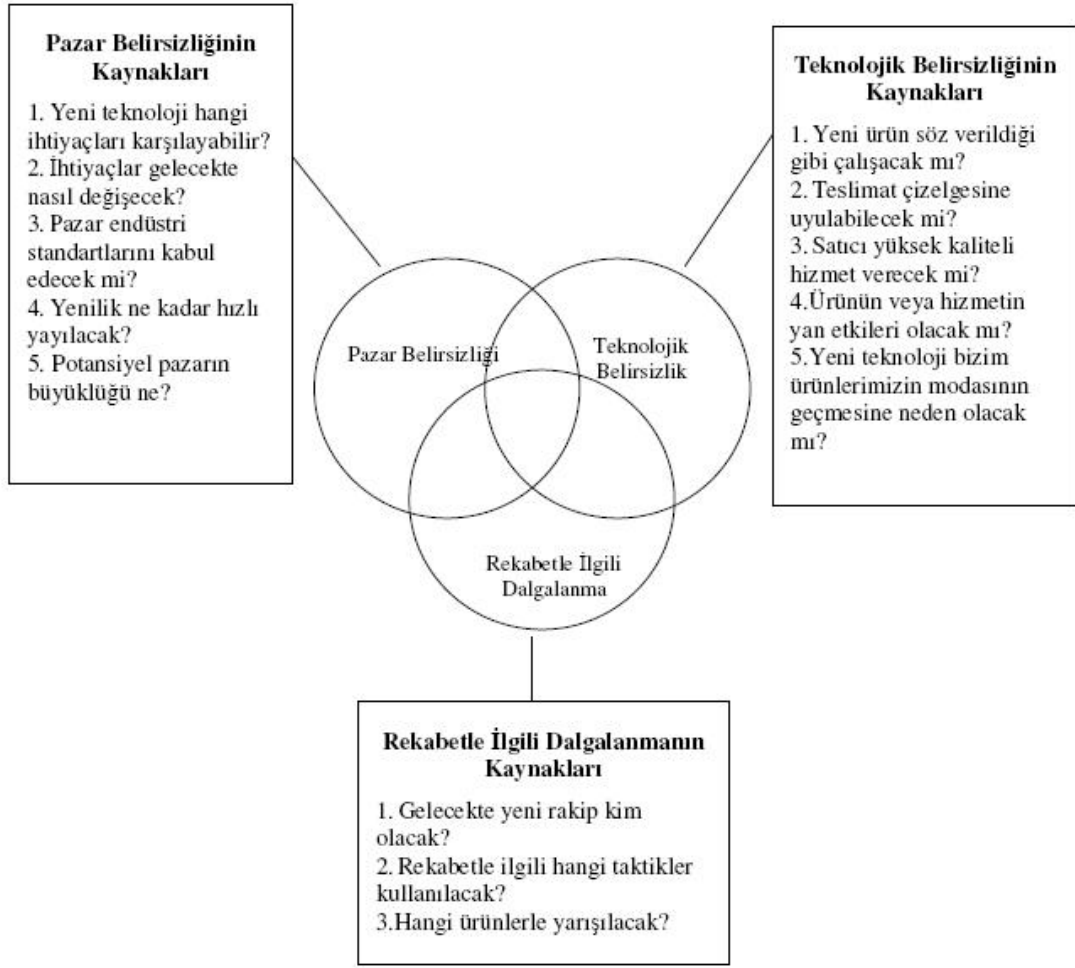 Pazar Belirsizliğinin
Kaynakları
1. Yeni teknoloji hangi
ihtiyaçları karşılayabilir?
2. İhtiyaçlar gelecekte
nasıl değişecek?
3. Pazar endüstri
standartlarını kabul
edecek mi?
4. Yenilik ne kadar hızlı
yayılacak?
5. Potansiyel pazarın
büyüklüğü ne?
Teknolojik Belirsizliğinin
Kaynakları
1. Yeni ürün söz verildiği
gibi çalışacak mı?
2. Teslimat çizelgesine
uyulabilecek mi?
3. Satıcı yüksek kaliteli
hizmet verecek mi?
4.Ürünün veya hizmetin
yan etkileri olacak mı?
5.Yeni teknoloji bizim
ürünlerimizin modasının
geçmesine neden olacak
mı?
Pazar Belirsizliği
Teknolojik
Belirsizlik
Rekabetle İlgili
Dalgalanma
Rekabetle İlgili Dalgalanmanın
Kaynakları
1. Gelecekte yeni rakip kim
olacak?
2. Rekabetle ilgili hangi taktikler
kullanılacak?
3.Hangi ürünlerle yarışılacak?